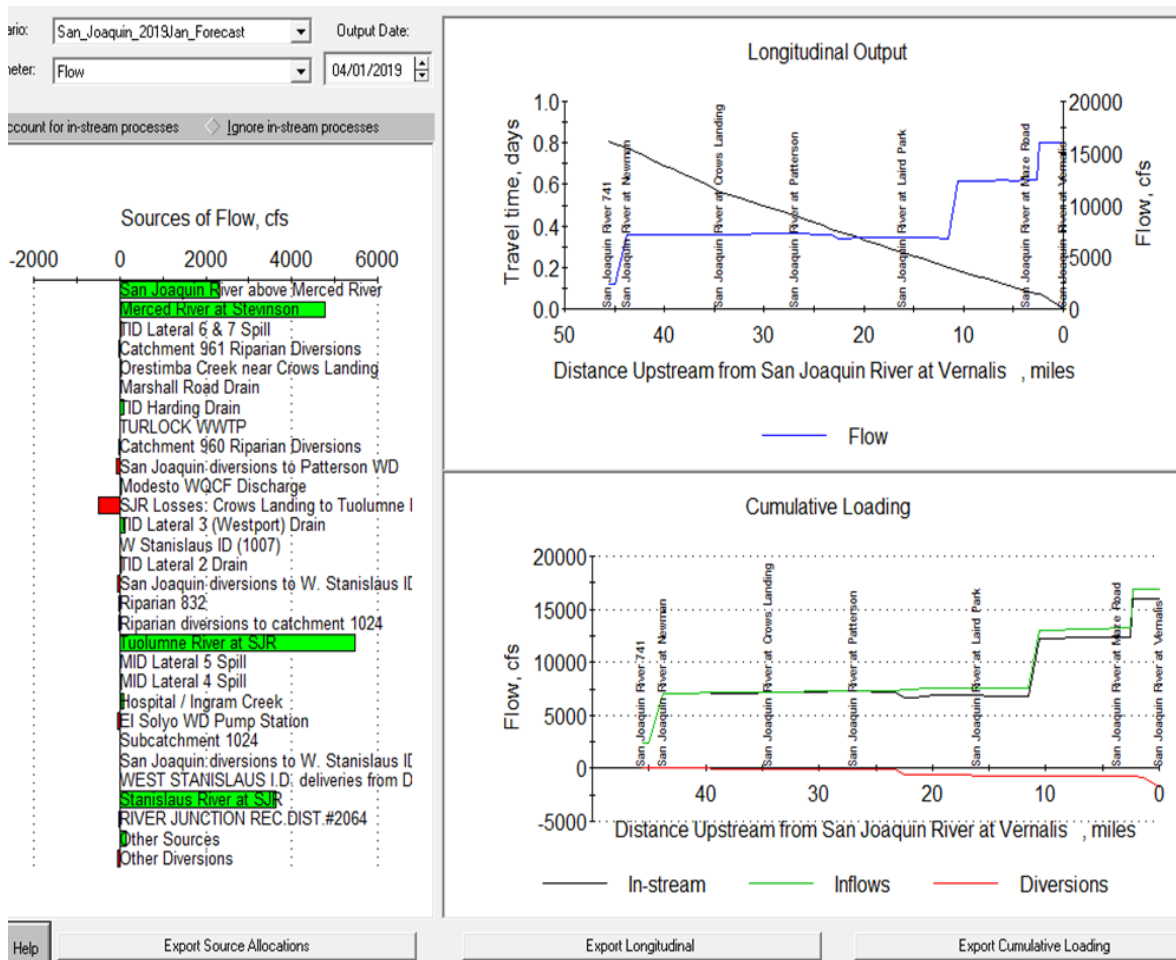 ario:
San_Joaquin_2019Jan_Forecast
Output Date:
meter:
Flow
04/01/2019
ccount for in-stream processes
Ignore in-stream processes
Sources of Flow, cfs
-2000 0 2000 4000 6000
San Joaquin River above Merced River
Merced River at Stevinson
TID Lateral 6 & 7 Spill
Catchment 961 Riparian Diversions
Orestimba Creek near Crows Landing
Marshall Road Drain
TID Harding Drain
TURLOCK WWTP
Catchment 960 Riparian Diversions
San Joaquin diversions to Patterson WD
Modesto WQCF Discharge
SJR Losses: Crows Landing to Tuolumne
TID Lateral 3 (Westport) Drain
W Stanislaus ID (1007)
TID Lateral 2 Drain
San Joaquin diversions to W. Stanislaus ID
Riparian 832
Riparian diversions to catchment 1024
Tuolumne River at SJR
MID Lateral 5 Spill
MID Lateral 4 Spill
Hospital / Ingram Creek
El Solyo WD Pump Station
Subcatchment 1024
San Joaquin diversions to W. Stanislaus ID
WEST STANISLAUS I.D. deliveries from D
Stanislaus River at SJR
RIVER JUNCTION REC.DIST.#2064
Other Sources
Other Diversions
Longitudinal Output
Travel time, days
1.0
0.8
0.6
0.4
0.2
0.0
San Joaquin River 741
San Joaquin River at Newman
San Joaquin River at Crows Landing
San Joaquin River at Patterson
San Joaquin River at Laird Park
San Joaquin River at Maze Road
San Joaquin River at Vernalis
20000
15000
10000
5000
0
Flow, cfs
50 40 30 20 10 0
Distance Upstream from San Joaquin River at Vernalis , miles
Flow
Cumulative Loading
Flow, cfs
20000
15000
10000
5000
0
-5000
San Joaquin River 741
San Joaquin River at Newman
San Joaquin River at Crows Landing
San Joaquin River at Patterson
San Joaquin River at Laird Park
San Joaquin River at Maze Road
San Joaquin River at Vernalis
40 30 20 10 0
Distance Upstream from San Joaquin River at Vernalis , miles
In-stream
Inflows
Diversions
Help
Export Source Allocations
Export Longitudinal
Export Cumulative Loading